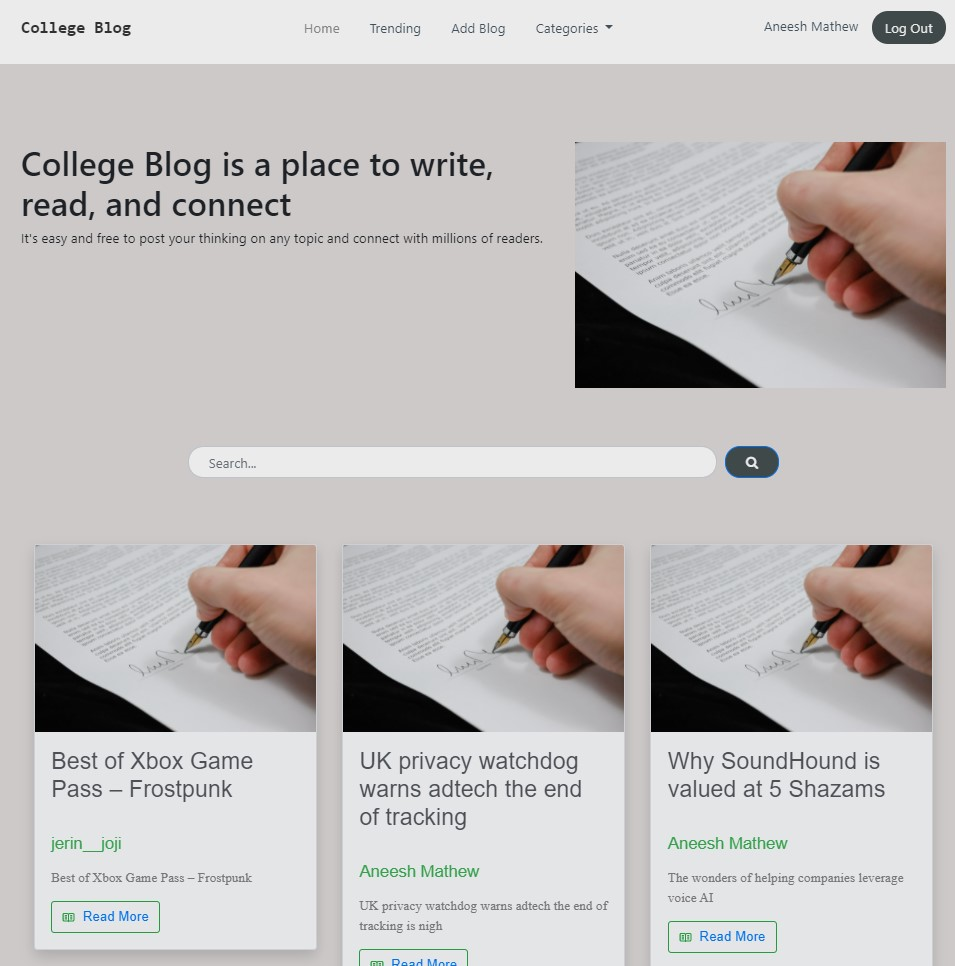 College Blog
Home Trending Add Blog Categories
Aneesh Mathew Log Out
College Blog is a place to write,
read, and connect
It's easy and free to post your thinking on any topic and connect with millions of readers.
Search...
Best of Xbox Game
Pass – Frostpunk
jerin__joji
Best of Xbox Game Pass – Frostpunk
Read More
UK privacy watchdog
warns adtech the end
of tracking
Aneesh Mathew
UK privacy watchdog warns adtech the end of
tracking is nigh
Read More
Why SoundHound is
valued at 5 Shazams
Aneesh Mathew
The wonders of helping companies leverage
voice AI
Read More